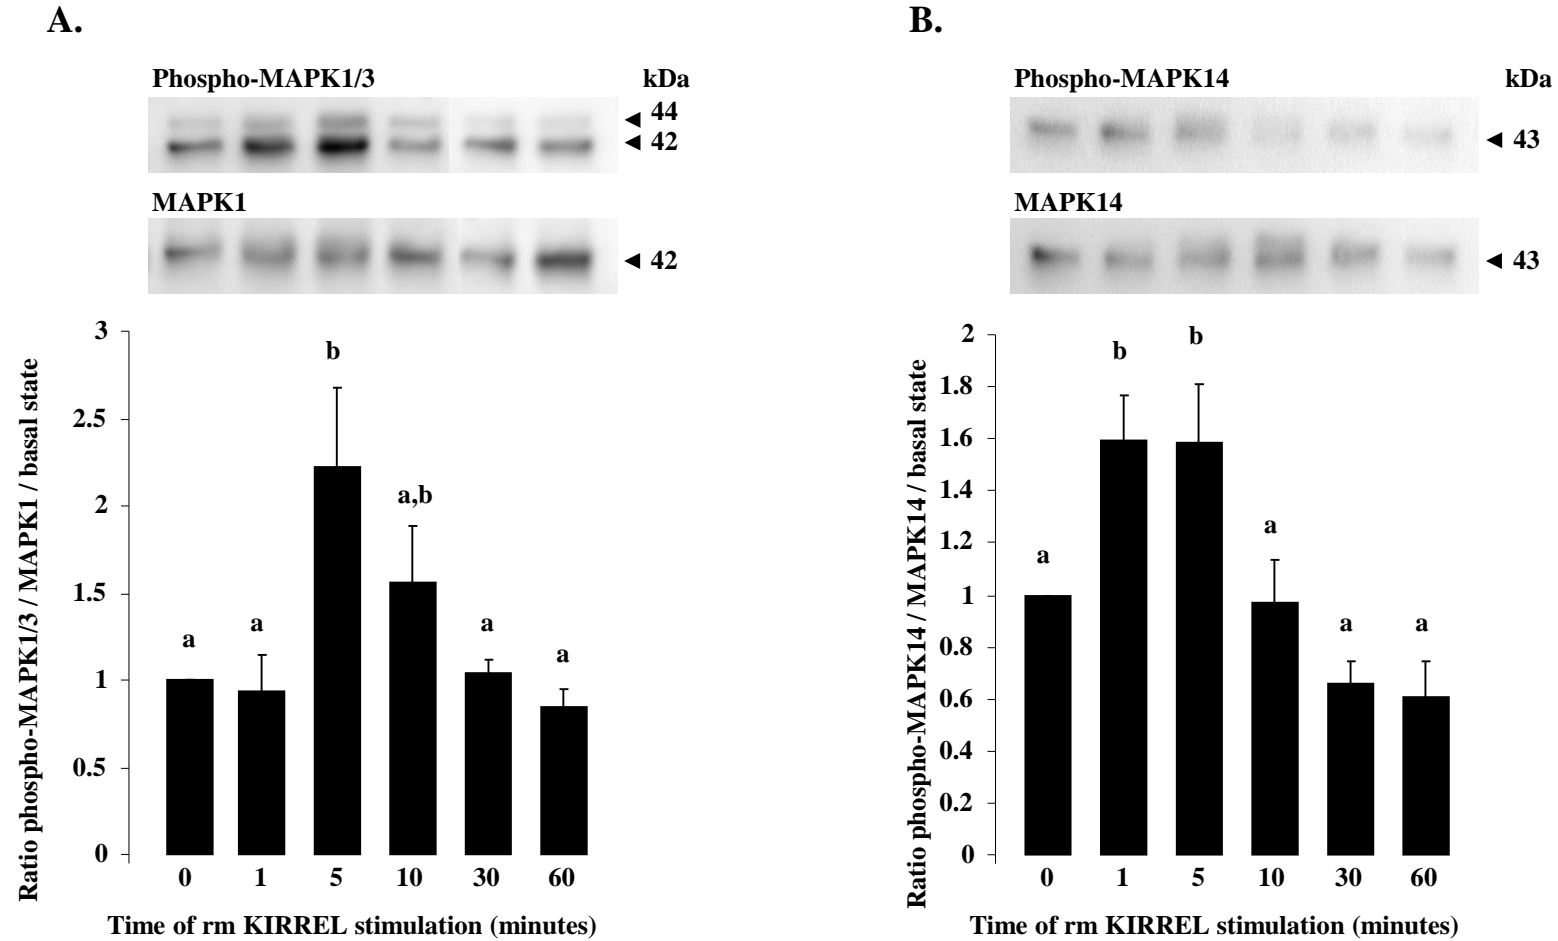 A.
Phospho-MAPK1/3 kDa
◄ 44
◄ 42
MAPK1
◄ 42
Ratio phospho-MAPK1/3 / MAPK1 / basal state
3
2.5
2
1.5
1
0.5
0
a
a
b
a,b
a
a
0 1 5 10 30 60
Time of rm KIRREL stimulation (minutes)
B.
Phospho-MAPK14 kDa
◄ 43
MAPK14
◄ 43
Ratio phospho-MAPK14 / MAPK14 / basal state
2
1.8
1.6
1.4
1.2
1
0.8
0.6
0.4
0.2
0
a
b
b
a
a
a
0 1 5 10 30 60
Time of rm KIRREL stimulation (minutes)